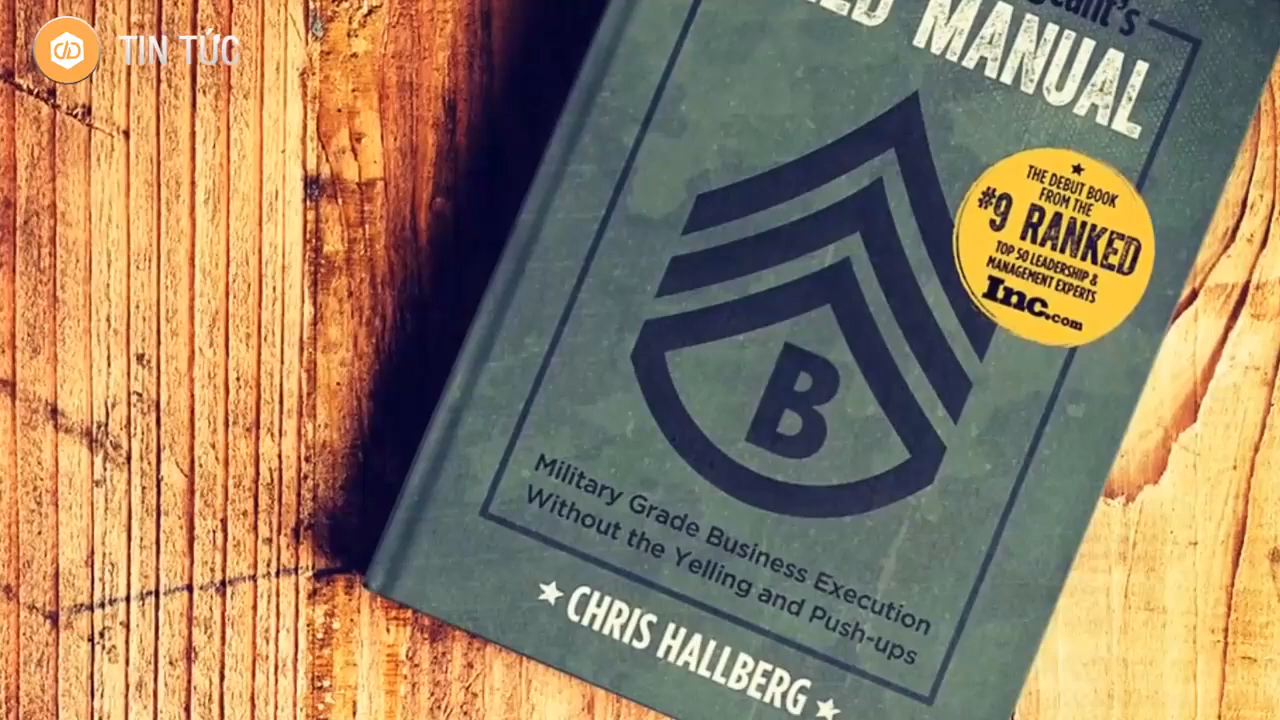 TIN TỨC
MANUAL
THE DEBUT BOOK
FROM THE
#9 RANKED
TOP 50 LEADERSHIP &
MANAGEMENT EXPERTS
Inc.com
B
Military Grade Business Execution
Without the Yelling and Push-ups
CHRIS HALLBERG